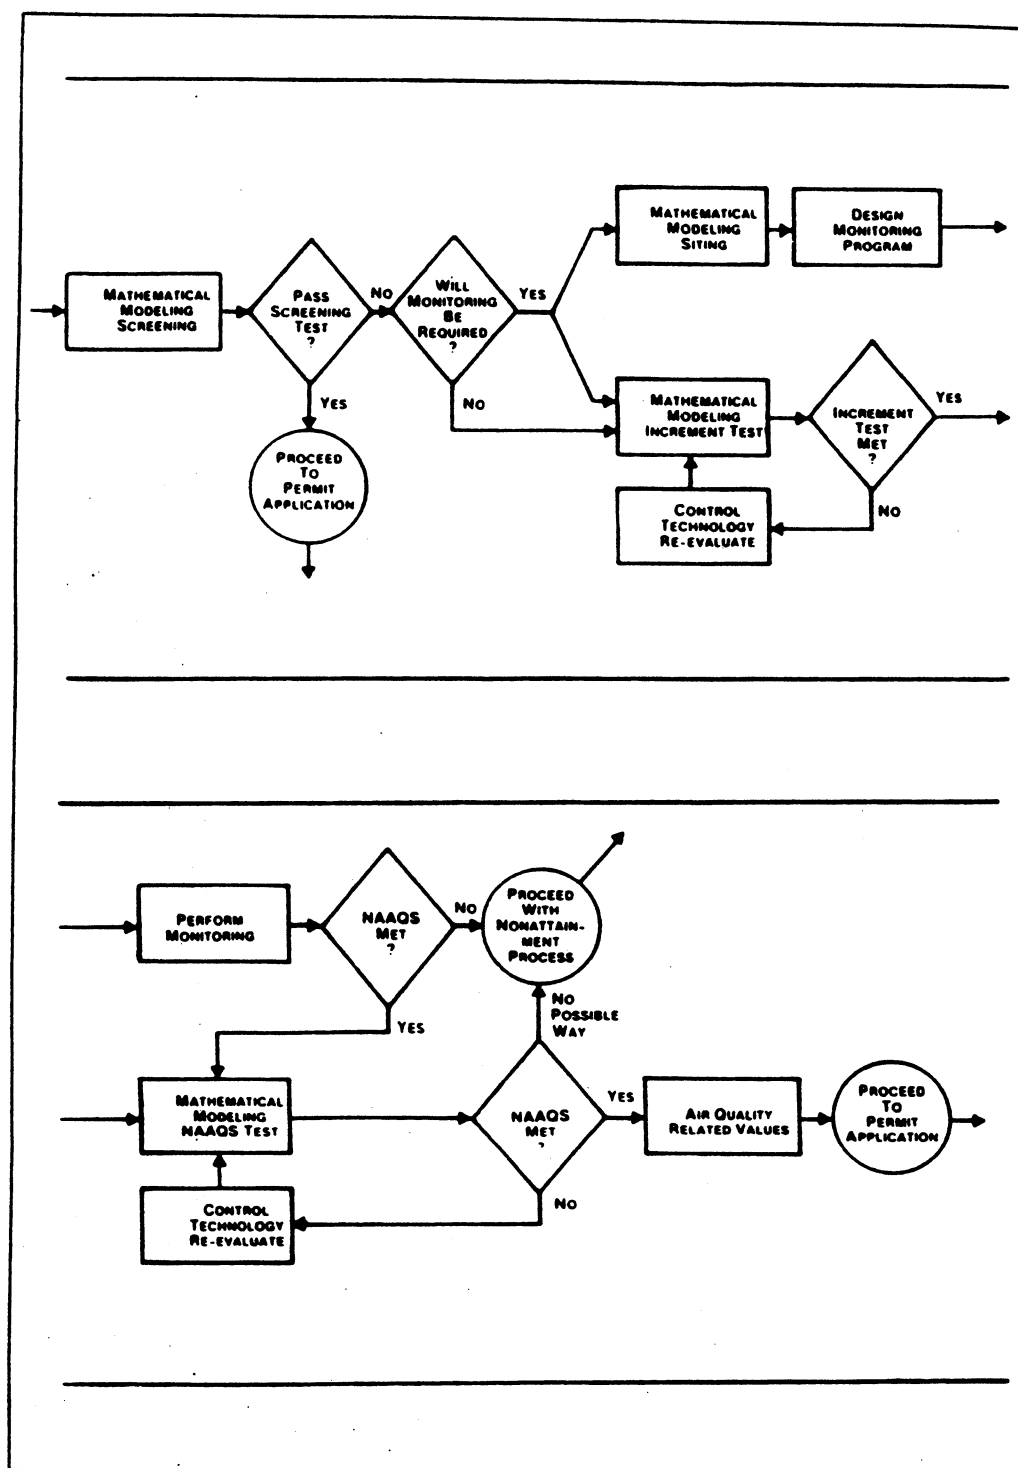 MATHEMATICAL
MODELING
SCREENING
PASS
SCREENING
TEST
?
NO
YES
PROCEED
TO
PERMIT
APPLICATION
WILL
MONITORING
BE
REQUIRED
?
YES
NO
MATHEMATICAL
MODELING
SITING
DESIGN
MONITORING
PROGRAM
MATHEMATICAL
MODELING
INCREMENT TEST
INCREMENT
TEST
MET
?
YES
NO
CONTROL
TECHNOLOGY
RE-EVALUATE
PERFORM
MONITORING
NAAQS
MET
?
NO
YES
PROCEED
WITH
NONATTAIN-
MENT
PROCESS
NO
POSSIBLE
WAY
MATHEMATICAL
MODELING
NAAQS TEST
NAAQS
MET
?
YES
NO
AIR QUALITY
RELATED VALUES
PROCEED
TO
PERMIT
APPLICATION
CONTROL
TECHNOLOGY
RE-EVALUATE